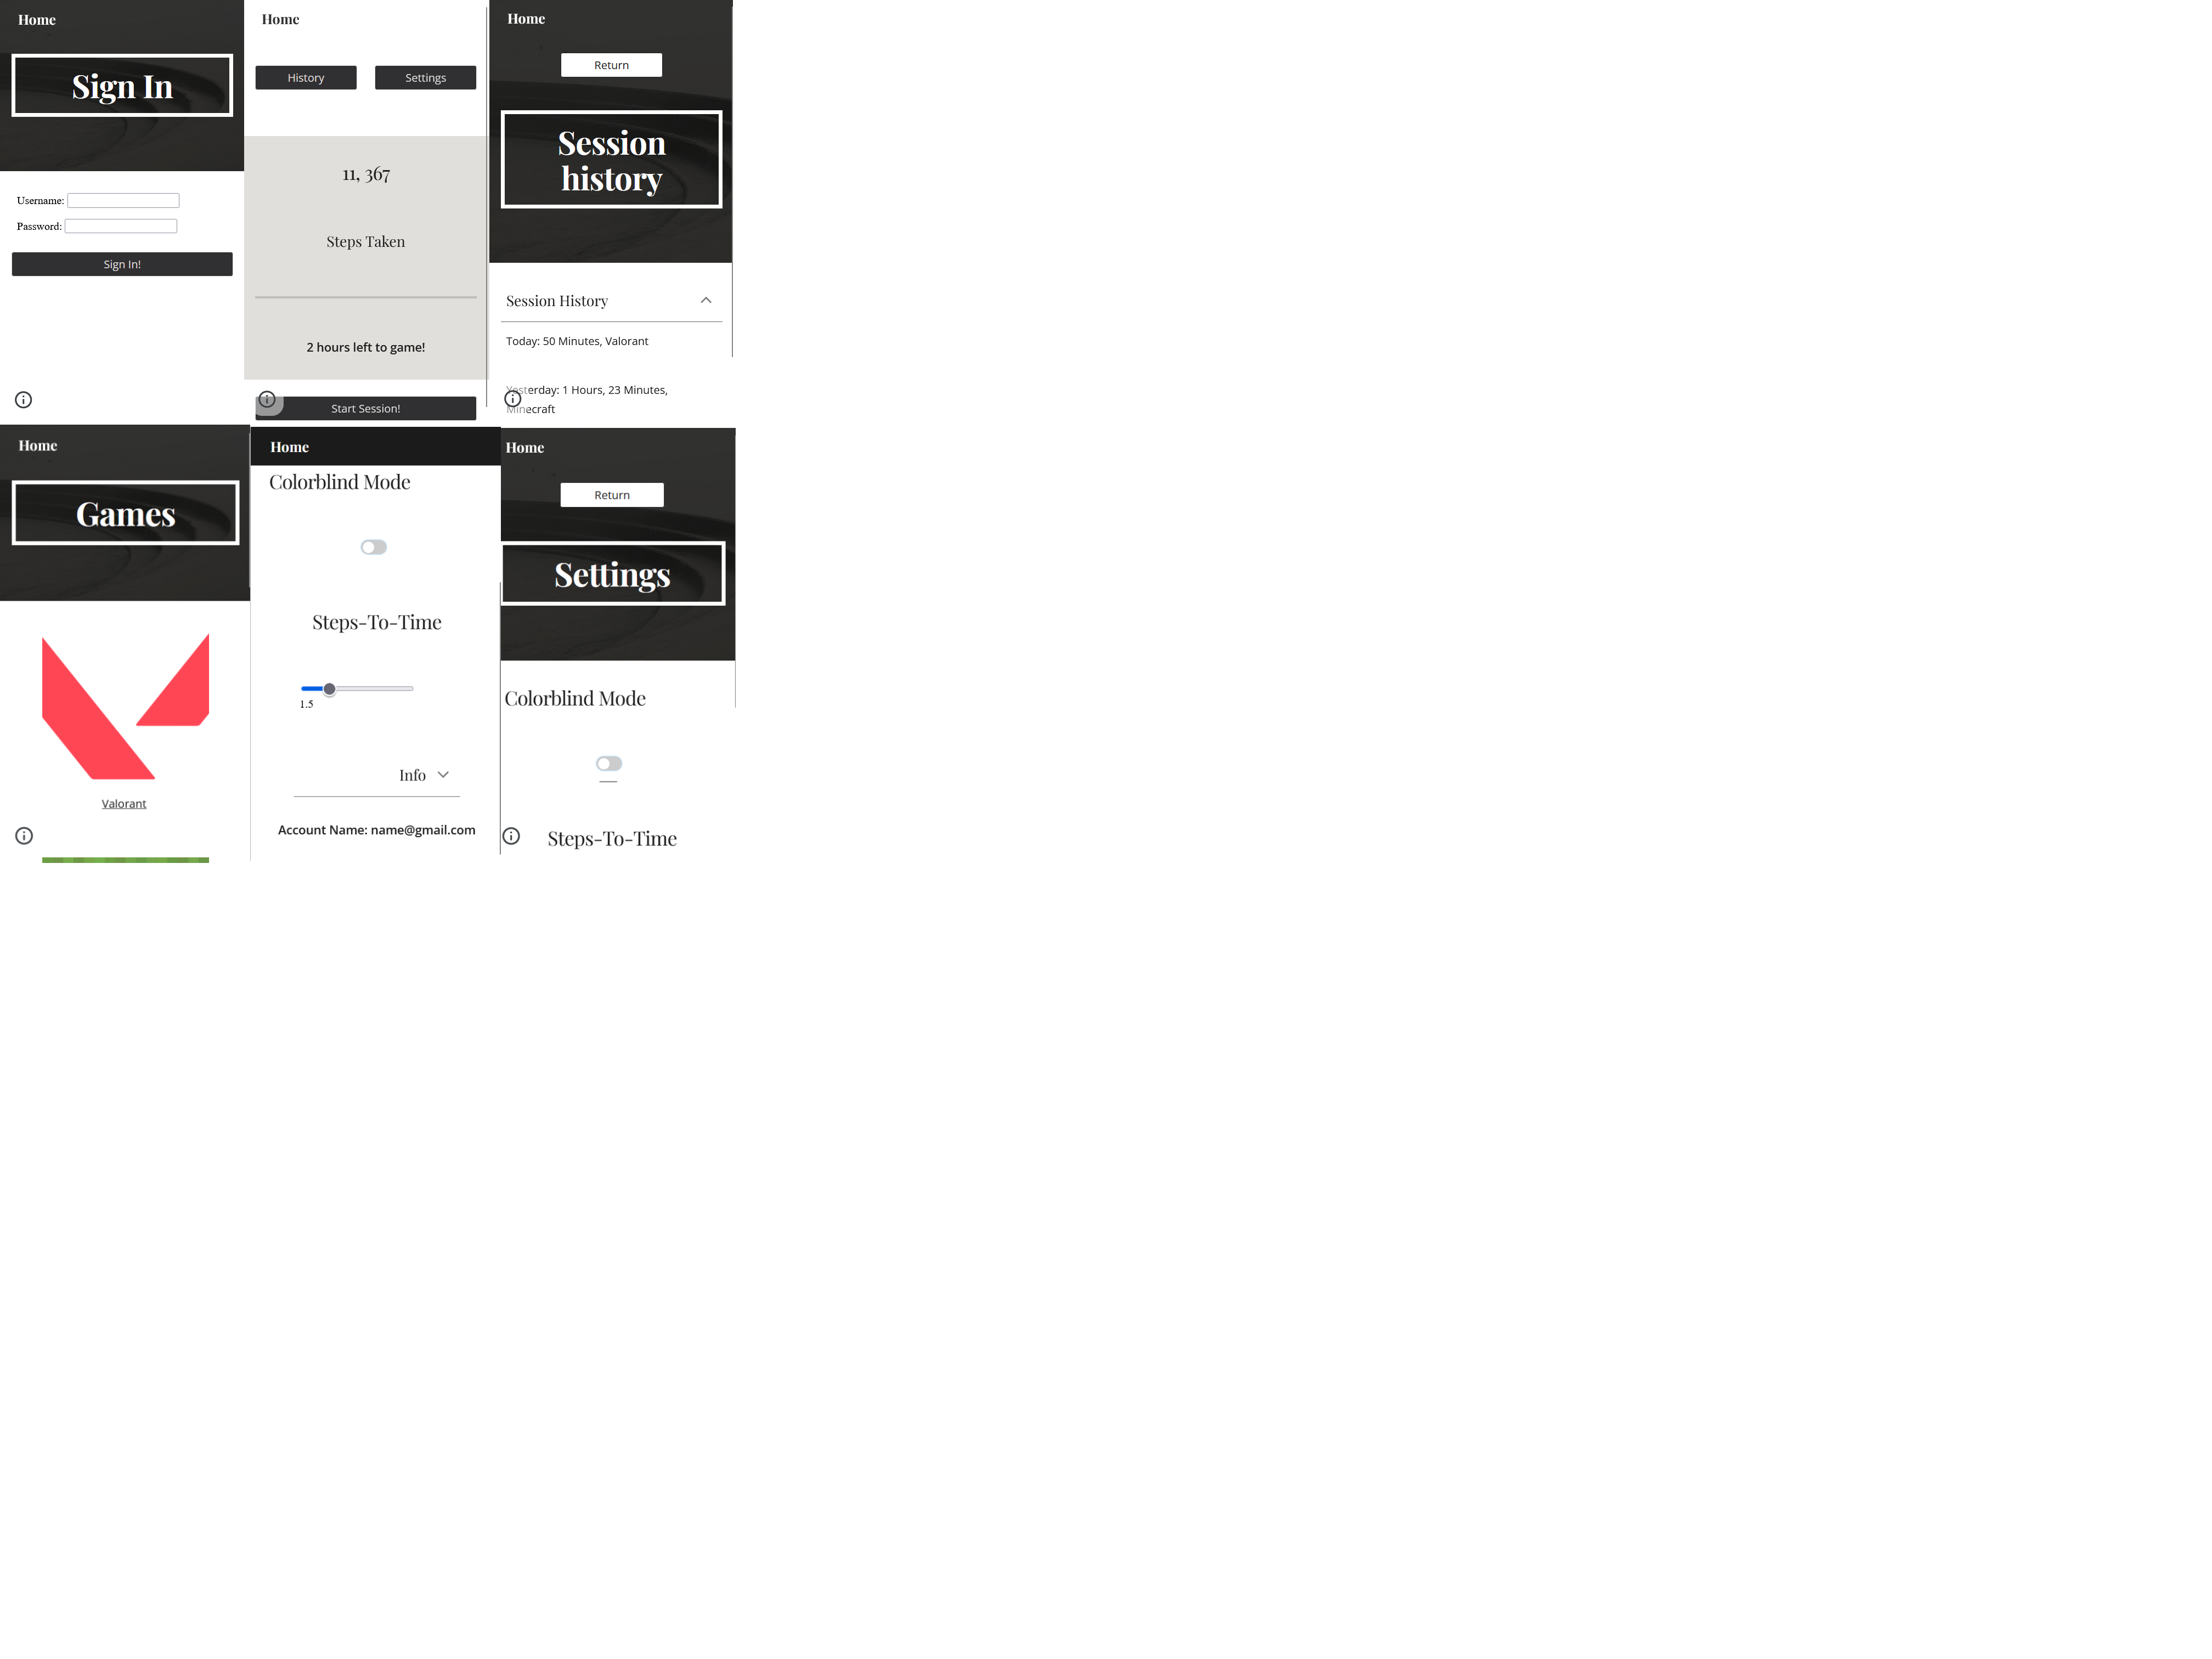 Home
Sign In
Username:
Password:
Sign In!
Home
History
Settings
11, 367
Steps Taken
2 hours left to game!
Start Session!
Home
Return
Session
history
Session History
Today: 50 Minutes, Valorant
Yesterday: 1 Hours, 23 Minutes,
Minecraft
Home
Games
Valorant
Home
Colorblind Mode
Steps-To-Time
1.5
Info
Account Name: name@gmail.com
Home
Return
Settings
Colorblind Mode
Steps-To-Time